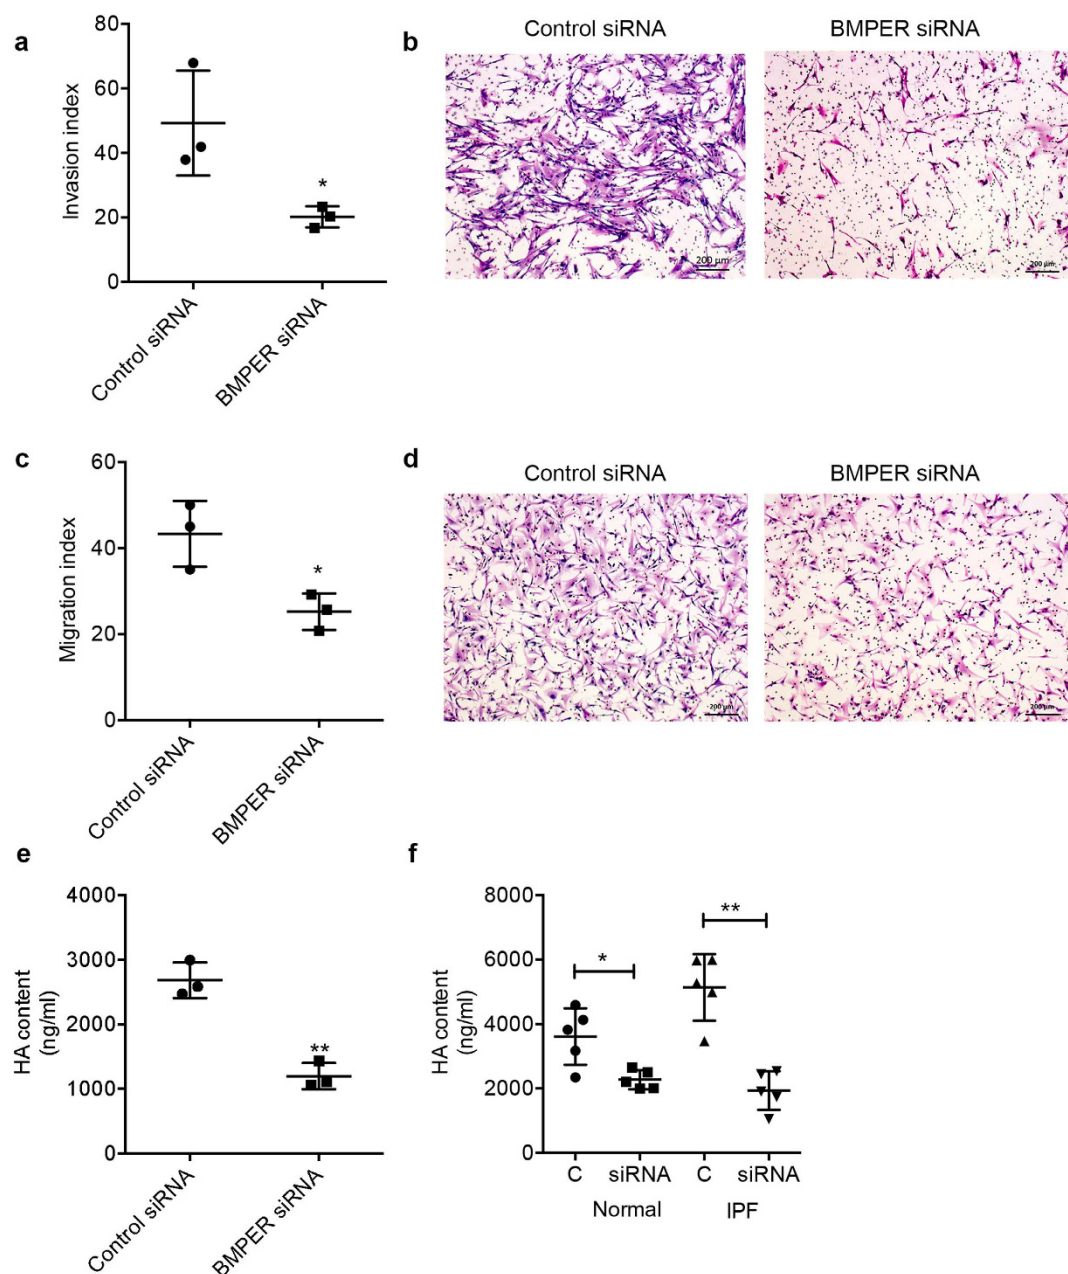 a
80
60
40
20
0
Invasion index
*
Control siRNA
BMPER siRNA
b
Control siRNA
BMPER siRNA
200 µm
200 µm
c
60
40
20
0
Migration index
*
Control siRNA
BMPER siRNA
d
Control siRNA
BMPER siRNA
200 µm
200 µm
e
4000
3000
2000
1000
0
HA content
(ng/ml)
**
Control siRNA
BMPER siRNA
f
8000
6000
4000
2000
0
HA content
(ng/ml)
*
**
C siRNA C siRNA
Normal IPF